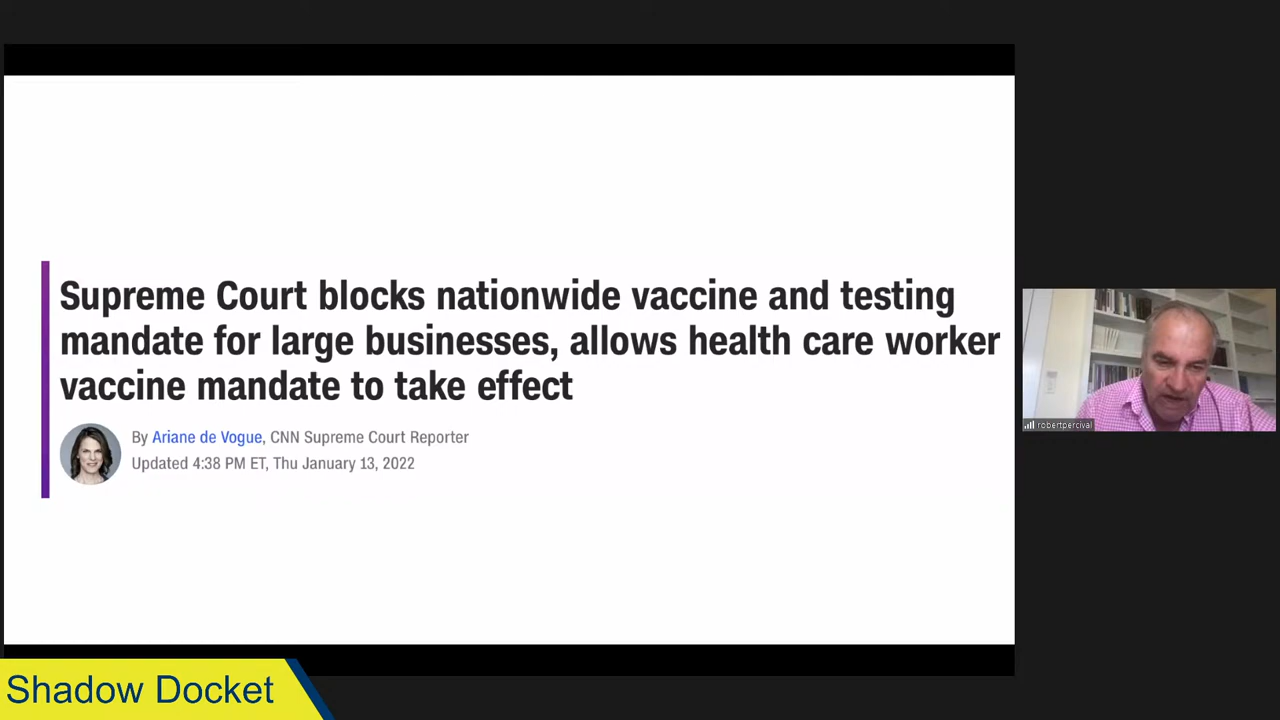 Supreme Court blocks nationwide vaccine and testing
mandate for large businesses, allows health care worker
vaccine mandate to take effect
By Ariane de Vogue, CNN Supreme Court Reporter
Updated 4:38 PM ET, Thu January 13, 2022
robertpercival
Shadow Docket